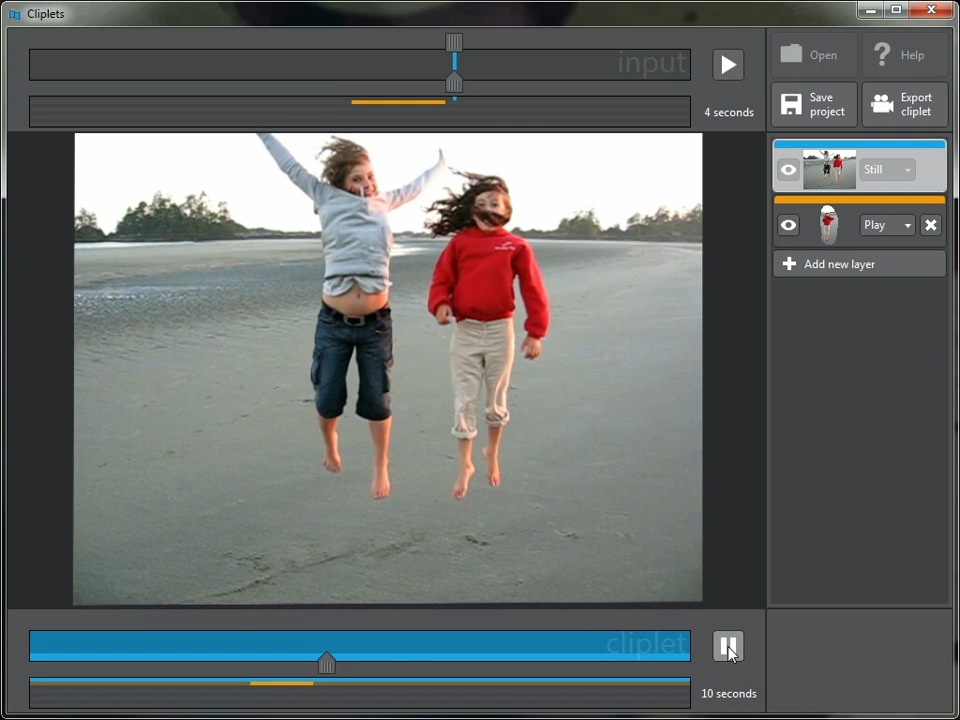 Cliplets
input
4 seconds
Open
Help
Save
project
Export
cliplet
Still
Play
Add new layer
cliplet
10 seconds